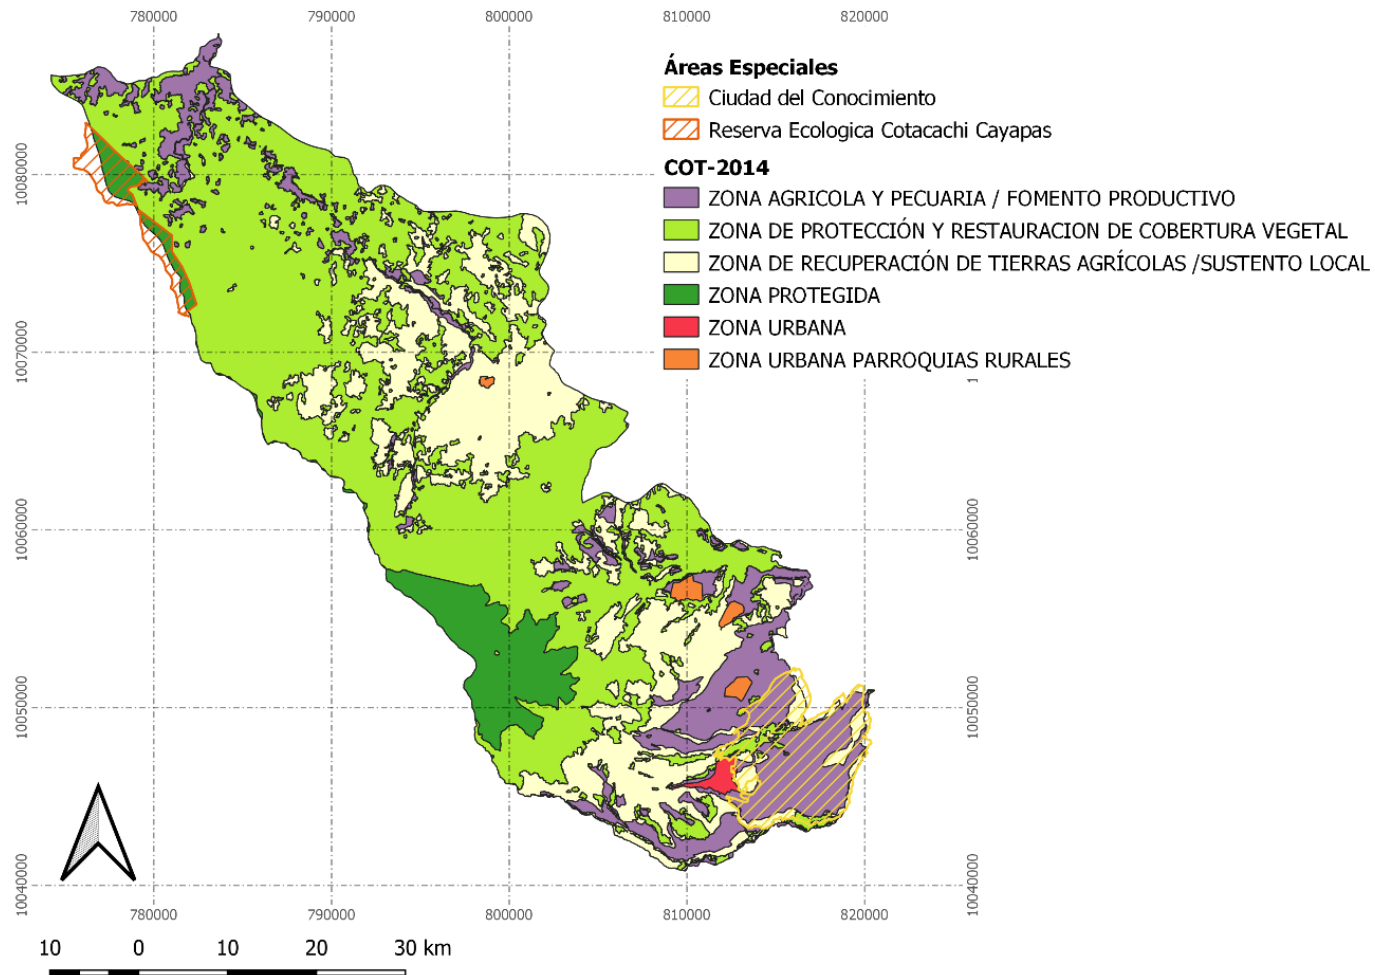 780000 790000 800000 810000 820000
Áreas Especiales
Ciudad del Conocimiento
Reserva Ecologica Cotacachi Cayapas
COT-2014
ZONA AGRICOLA Y PECUARIA / FOMENTO PRODUCTIVO
ZONA DE PROTECCIÓN Y RESTAURACION DE COBERTURA VEGETAL
ZONA DE RECUPERACIÓN DE TIERRAS AGRÍCOLAS /SUSTENTO LOCAL
ZONA PROTEGIDA
ZONA URBANA
ZONA URBANA PARROQUIAS RURALES
10080000
10070000
10060000 10060000
10050000 10050000
10040000 10040000
780000 790000 800000 810000 820000
10 0 10 20 30 km